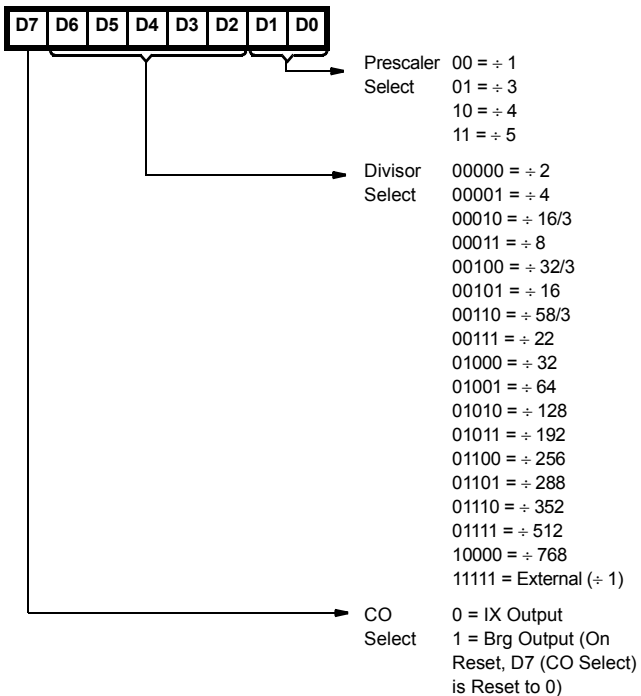 D7 D6 D5 D4 D3 D2 D1 D0
Prescaler 00 = ÷ 1
Select 01 = ÷ 3
10 = ÷ 4
11 = ÷ 5
Divisor 00000 = ÷ 2
Select 00001 = ÷ 4
00010 = ÷ 16/3
00011 = ÷ 8
00100 = ÷ 32/3
00101 = ÷ 16
00110 = ÷ 58/3
00111 = ÷ 22
01000 = ÷ 32
01001 = ÷ 64
01010 = ÷ 128
01011 = ÷ 192
01100 = ÷ 256
01101 = ÷ 288
01110 = ÷ 352
01111 = ÷ 512
10000 = ÷ 768
11111 = External (÷ 1)
CO 0 = IX Output
Select 1 = Brg Output (On
Reset, D7 (CO Select)
is Reset to 0)